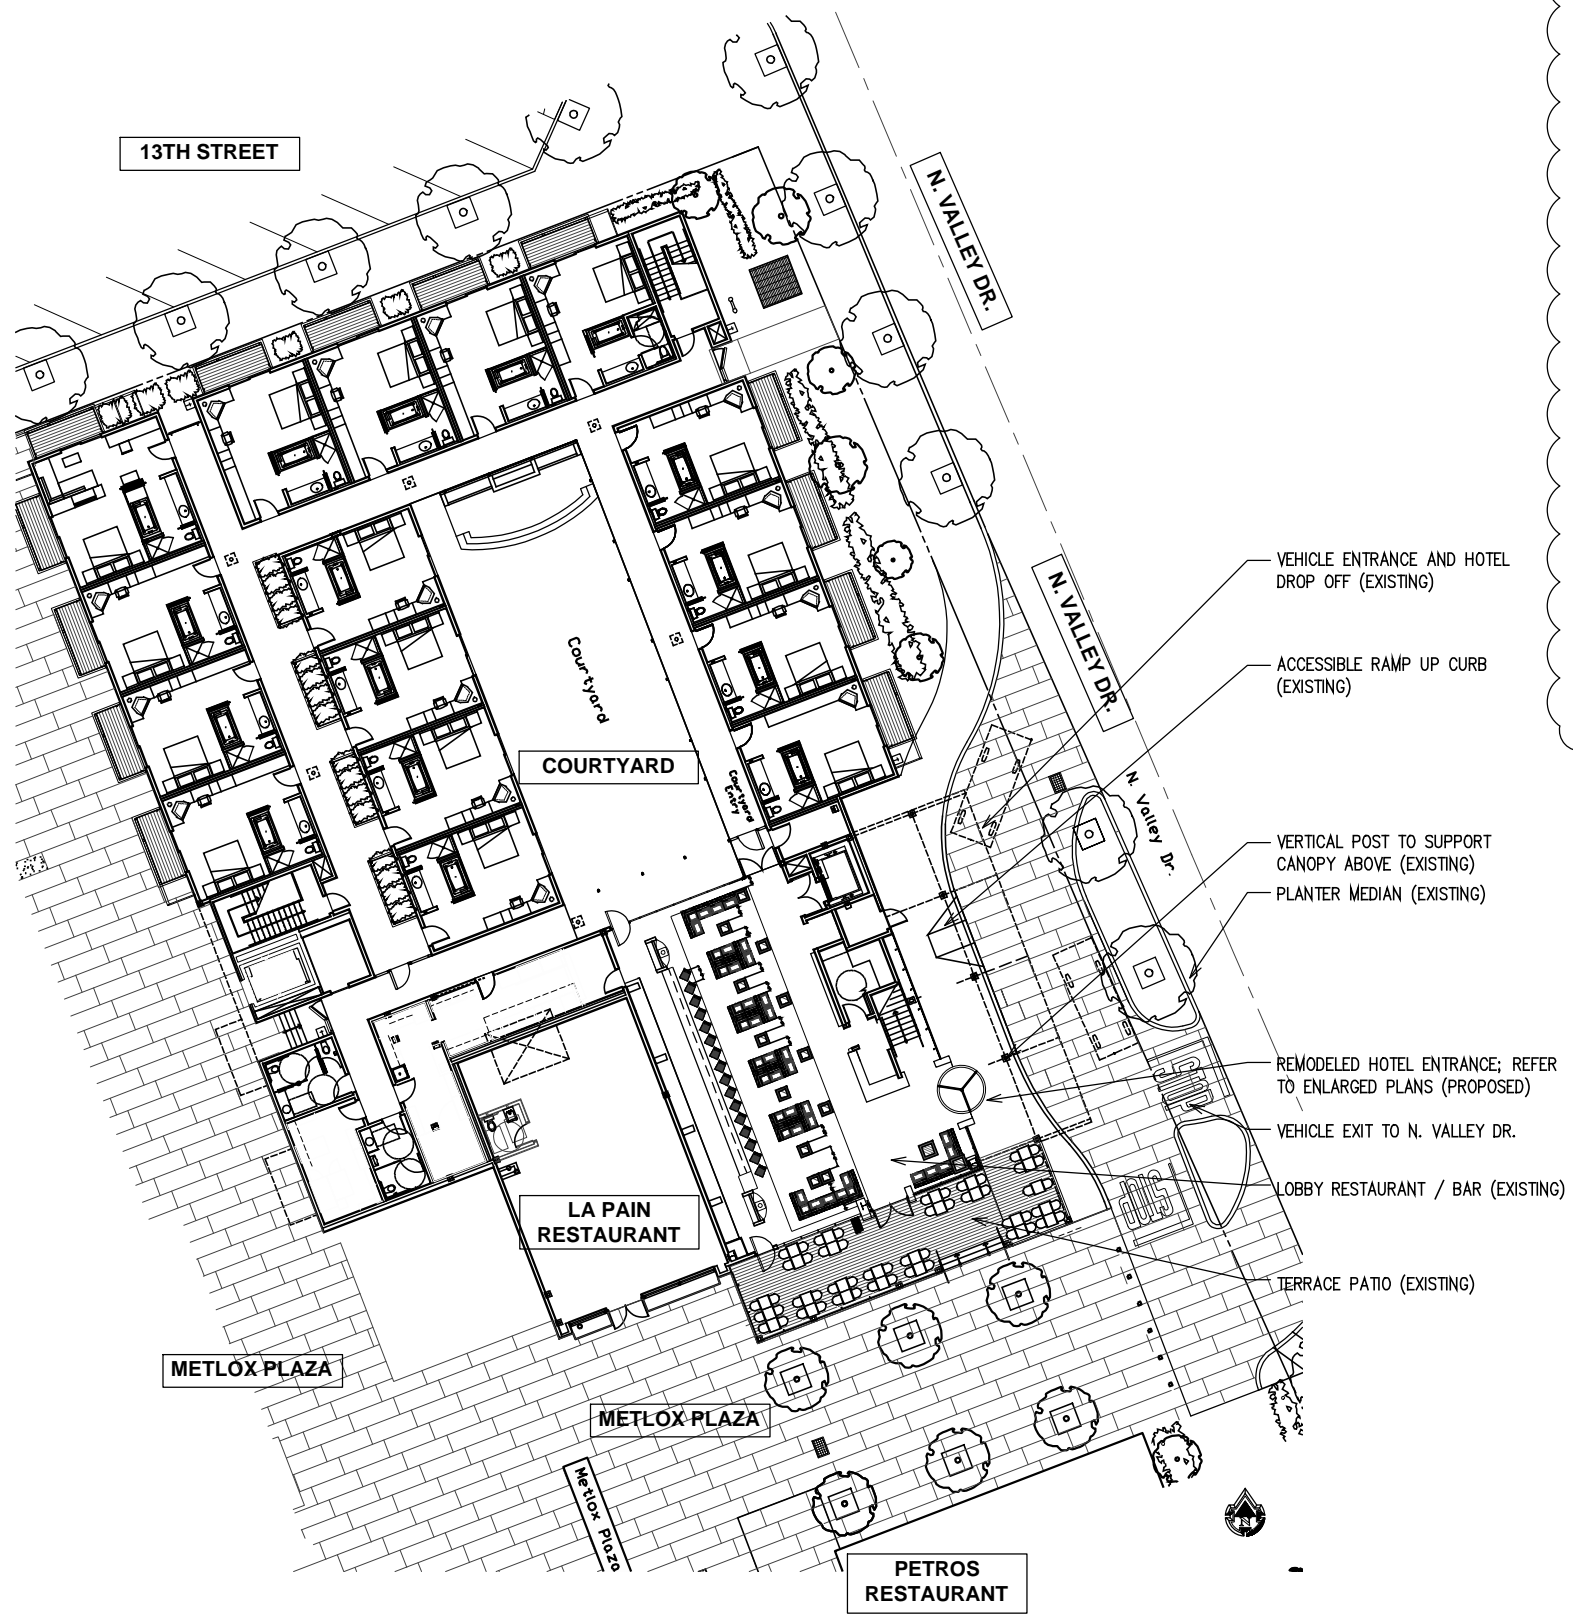 13TH STREET
N. VALLEY DR.
VEHICLE ENTRANCE AND HOTEL
DROP OFF (EXISTING)
N. VALLEY DR.
ACCESSIBLE RAMP UP CURB
(EXISTING)
Courtyard
COURTYARD
Courtyard
Entry
N. Valley Dr.
VERTICAL POST TO SUPPORT
CANOPY ABOVE (EXISTING)
PLANTER MEDIAN (EXISTING)
REMODELED HOTEL ENTRANCE; REFER
TO ENLARGED PLANS (PROPOSED)
VEHICLE EXIT TO N. VALLEY DR.
LOBBY RESTAURANT / BAR (EXISTING)
LA PAIN
RESTAURANT
TERRACE PATIO (EXISTING)
METLOX PLAZA
METLOX PLAZA
Metlox Plaza
N
PETROS
RESTAURANT